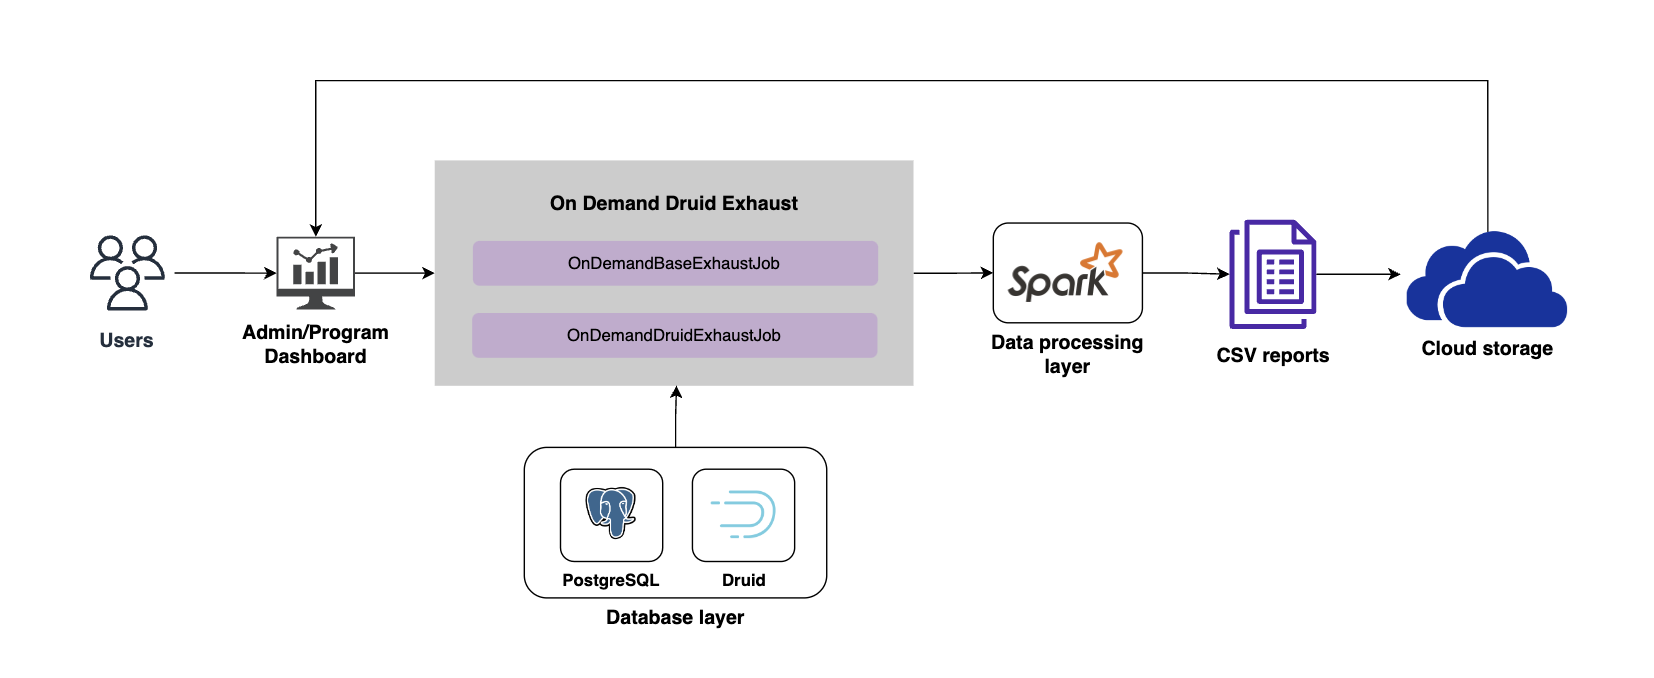 On Demand Druid Exhaust
OnDemandBaseExhaustJob
OnDemandDruidExhaustJob
Users
Admin/Program
Dashboard
Spark
Data processing
layer
CSV reports
Cloud storage
PostgreSQL
Druid
Database layer